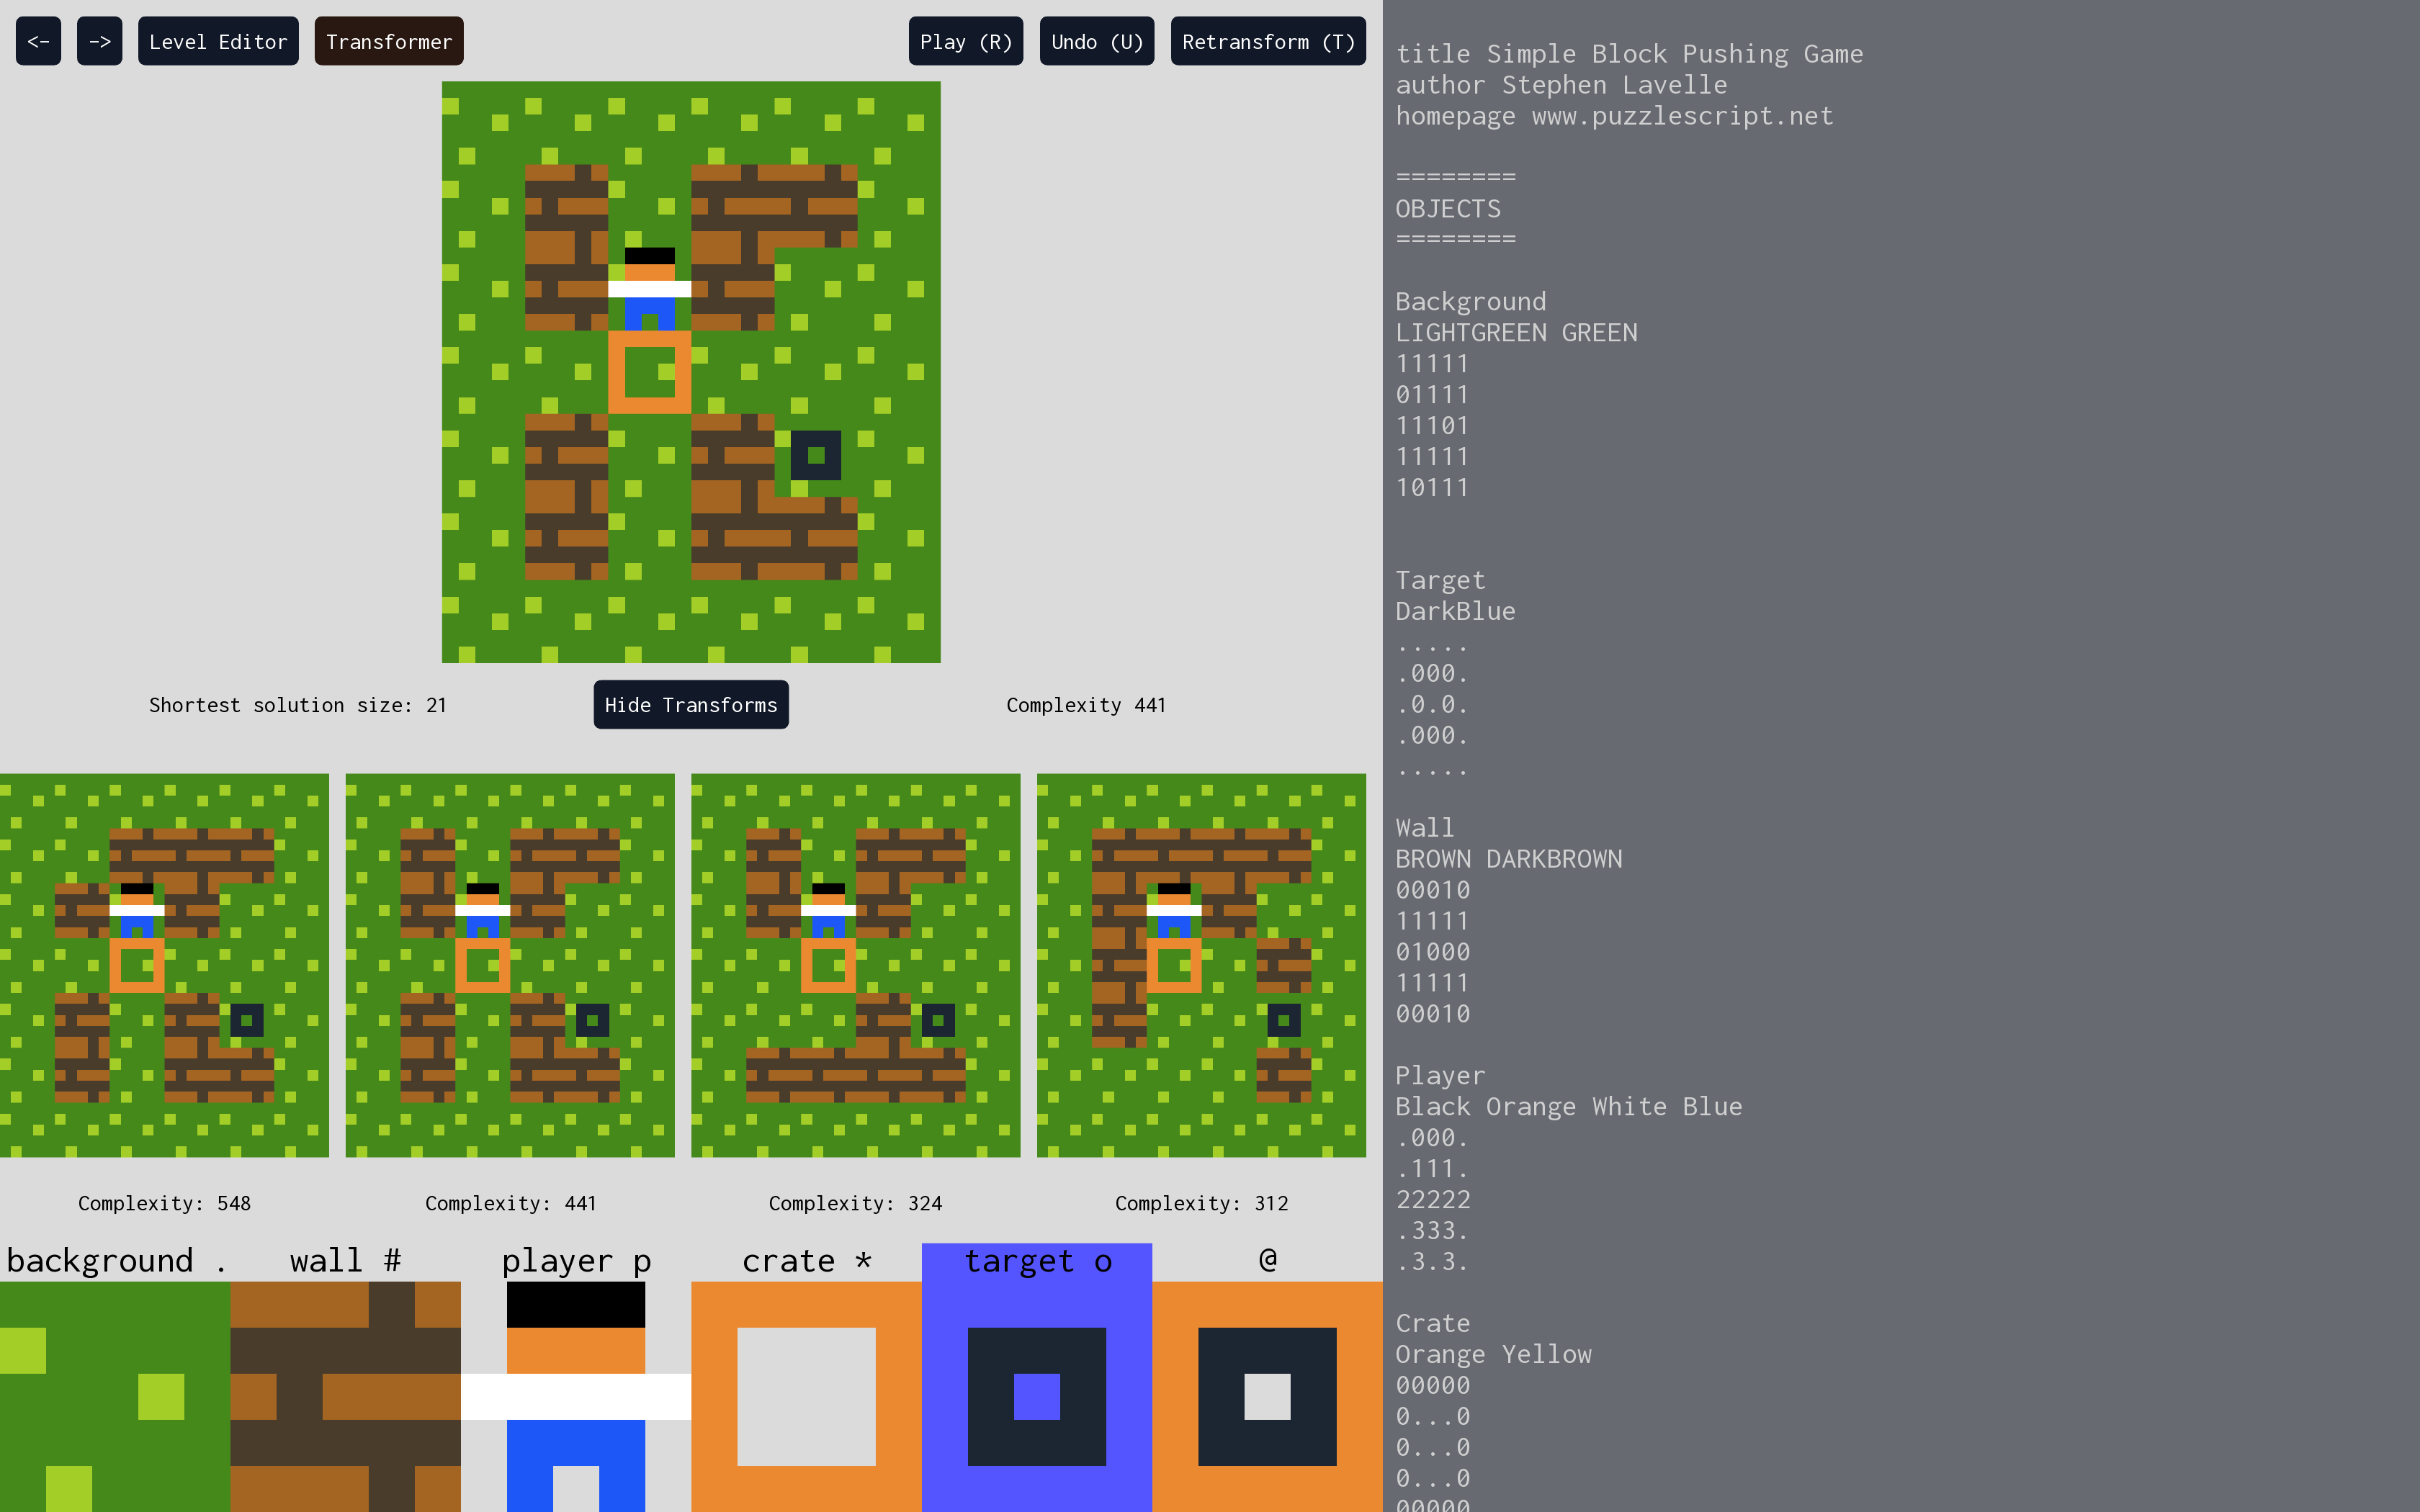 <- -> Level Editor Transformer Play (R) Undo (U) Retransform (T)
Shortest solution size: 21 Hide Transforms Complexity 441
Complexity: 548 Complexity: 441 Complexity: 324 Complexity: 312
background . wall # player p crate * target o @
title Simple Block Pushing Game
author Stephen Lavelle
homepage www.puzzlescript.net
========
OBJECTS
========
Background
LIGHTGREEN GREEN
11111
01111
11101
11111
10111
Target
DarkBlue
.....
.000.
.0.0.
.000.
.....
Wall
BROWN DARKBROWN
00010
11111
01000
11111
00010
Player
Black Orange White Blue
.000.
.111.
22222
.333.
.3.3.
Crate
Orange Yellow
00000
0...0
0...0
0...0
00000